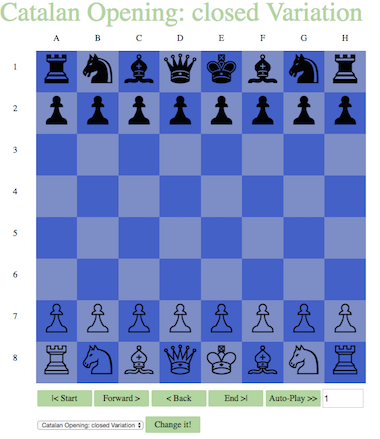 Catalan Opening: closed Variation
A B C D E F G H
1
2
3
4
5
6
7
8
|< Start Forward > < Back End >| Auto-Play >> 1
Catalan Opening: closed Variation Change it!